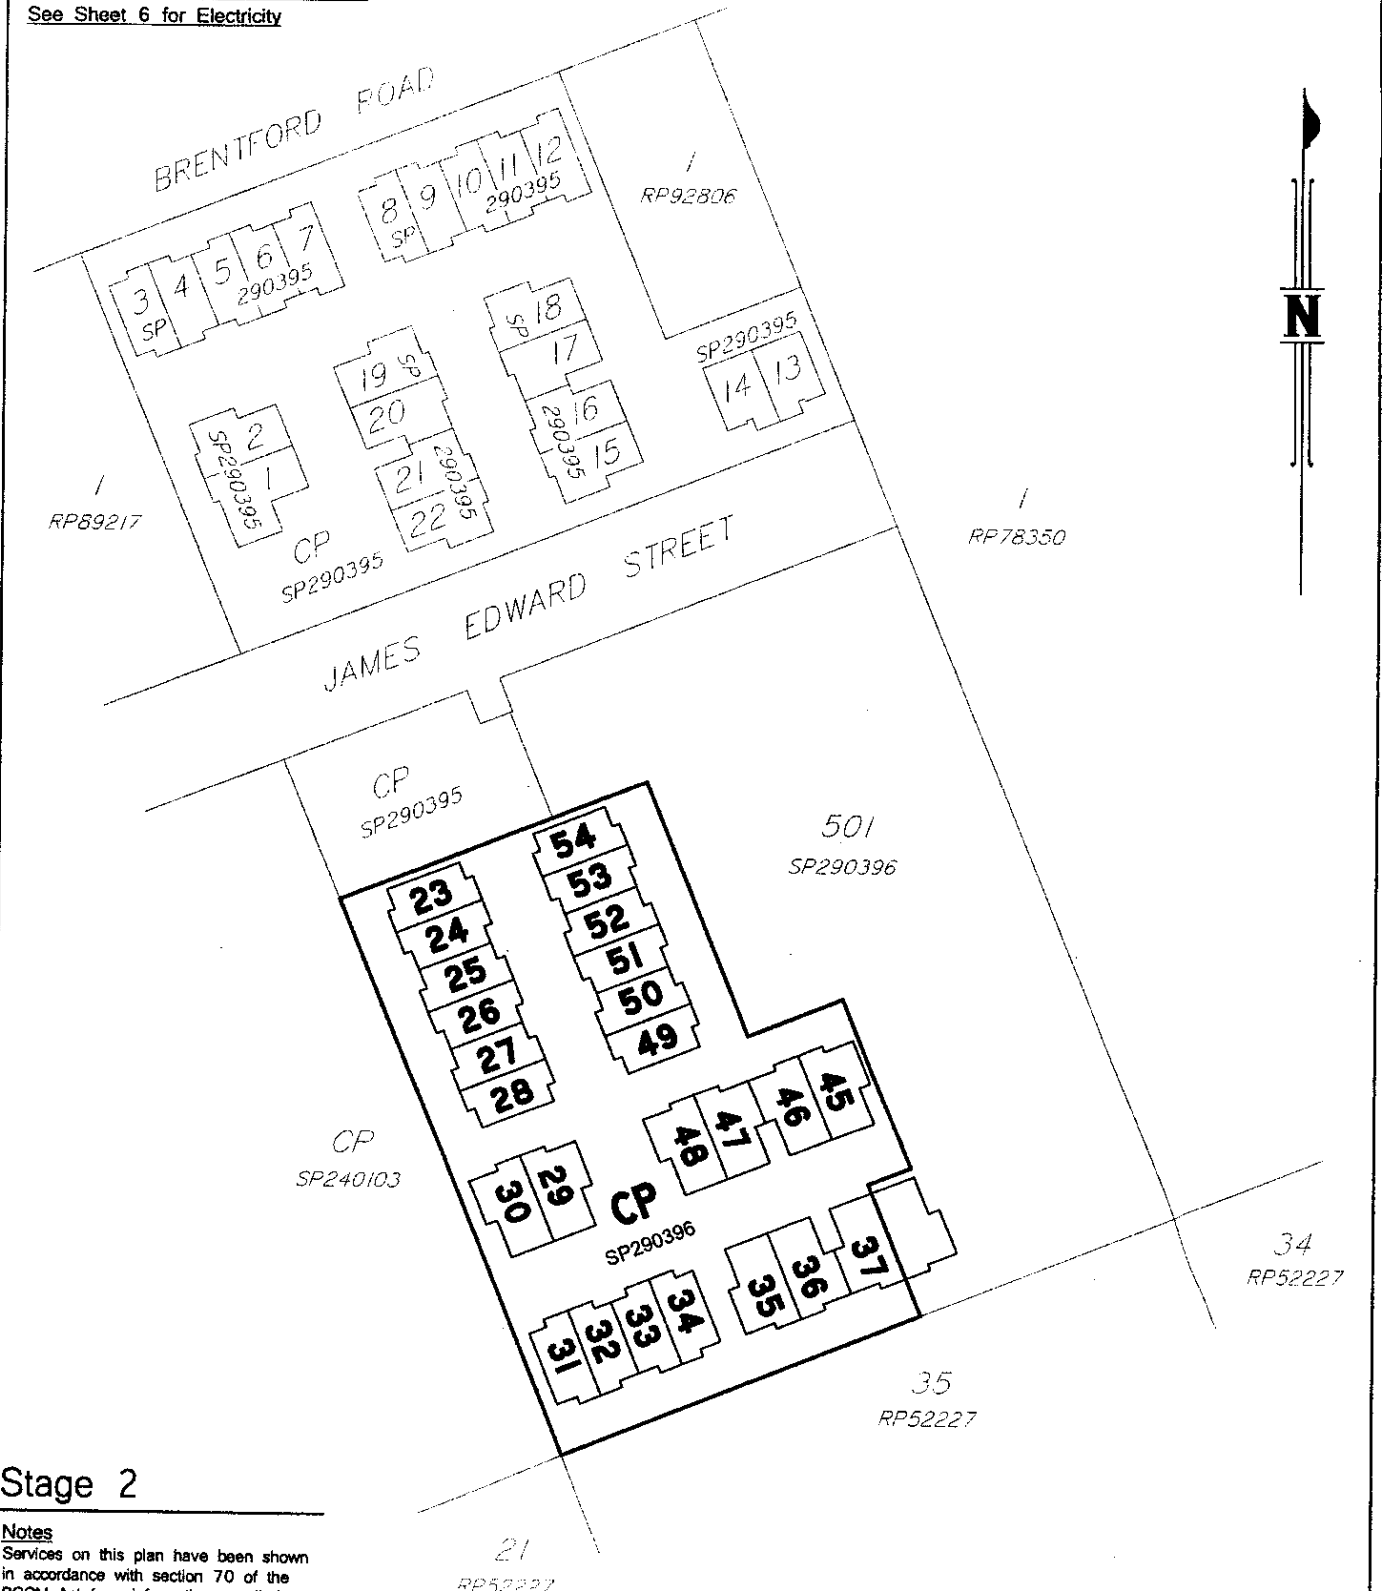 See Sheet 6 for Electricity
BRENTFORD ROAD
1
RP92806
8 9 10 11 12
SP 290395
3 4 5 6 7
SP 290395
N
18
SP
17
16
290395
15
SP290395
14 13
19 SP
20
21 290395
22
2
SP290395
1
1
RP89217
CP
SP290395
1
RP78350
JAMES EDWARD STREET
CP
SP290395
501
SP290396
54
53
52
51
50
49
23
24
25
26
27
28
48 47 46 45
CP
SP240103
30 29
CP
SP290396
35 36 37
31 32 33 34
34
RP52227
35
RP52227
Stage 2
Notes
Services on this plan have been shown
in accordance with section 70 of the
21
RP52227